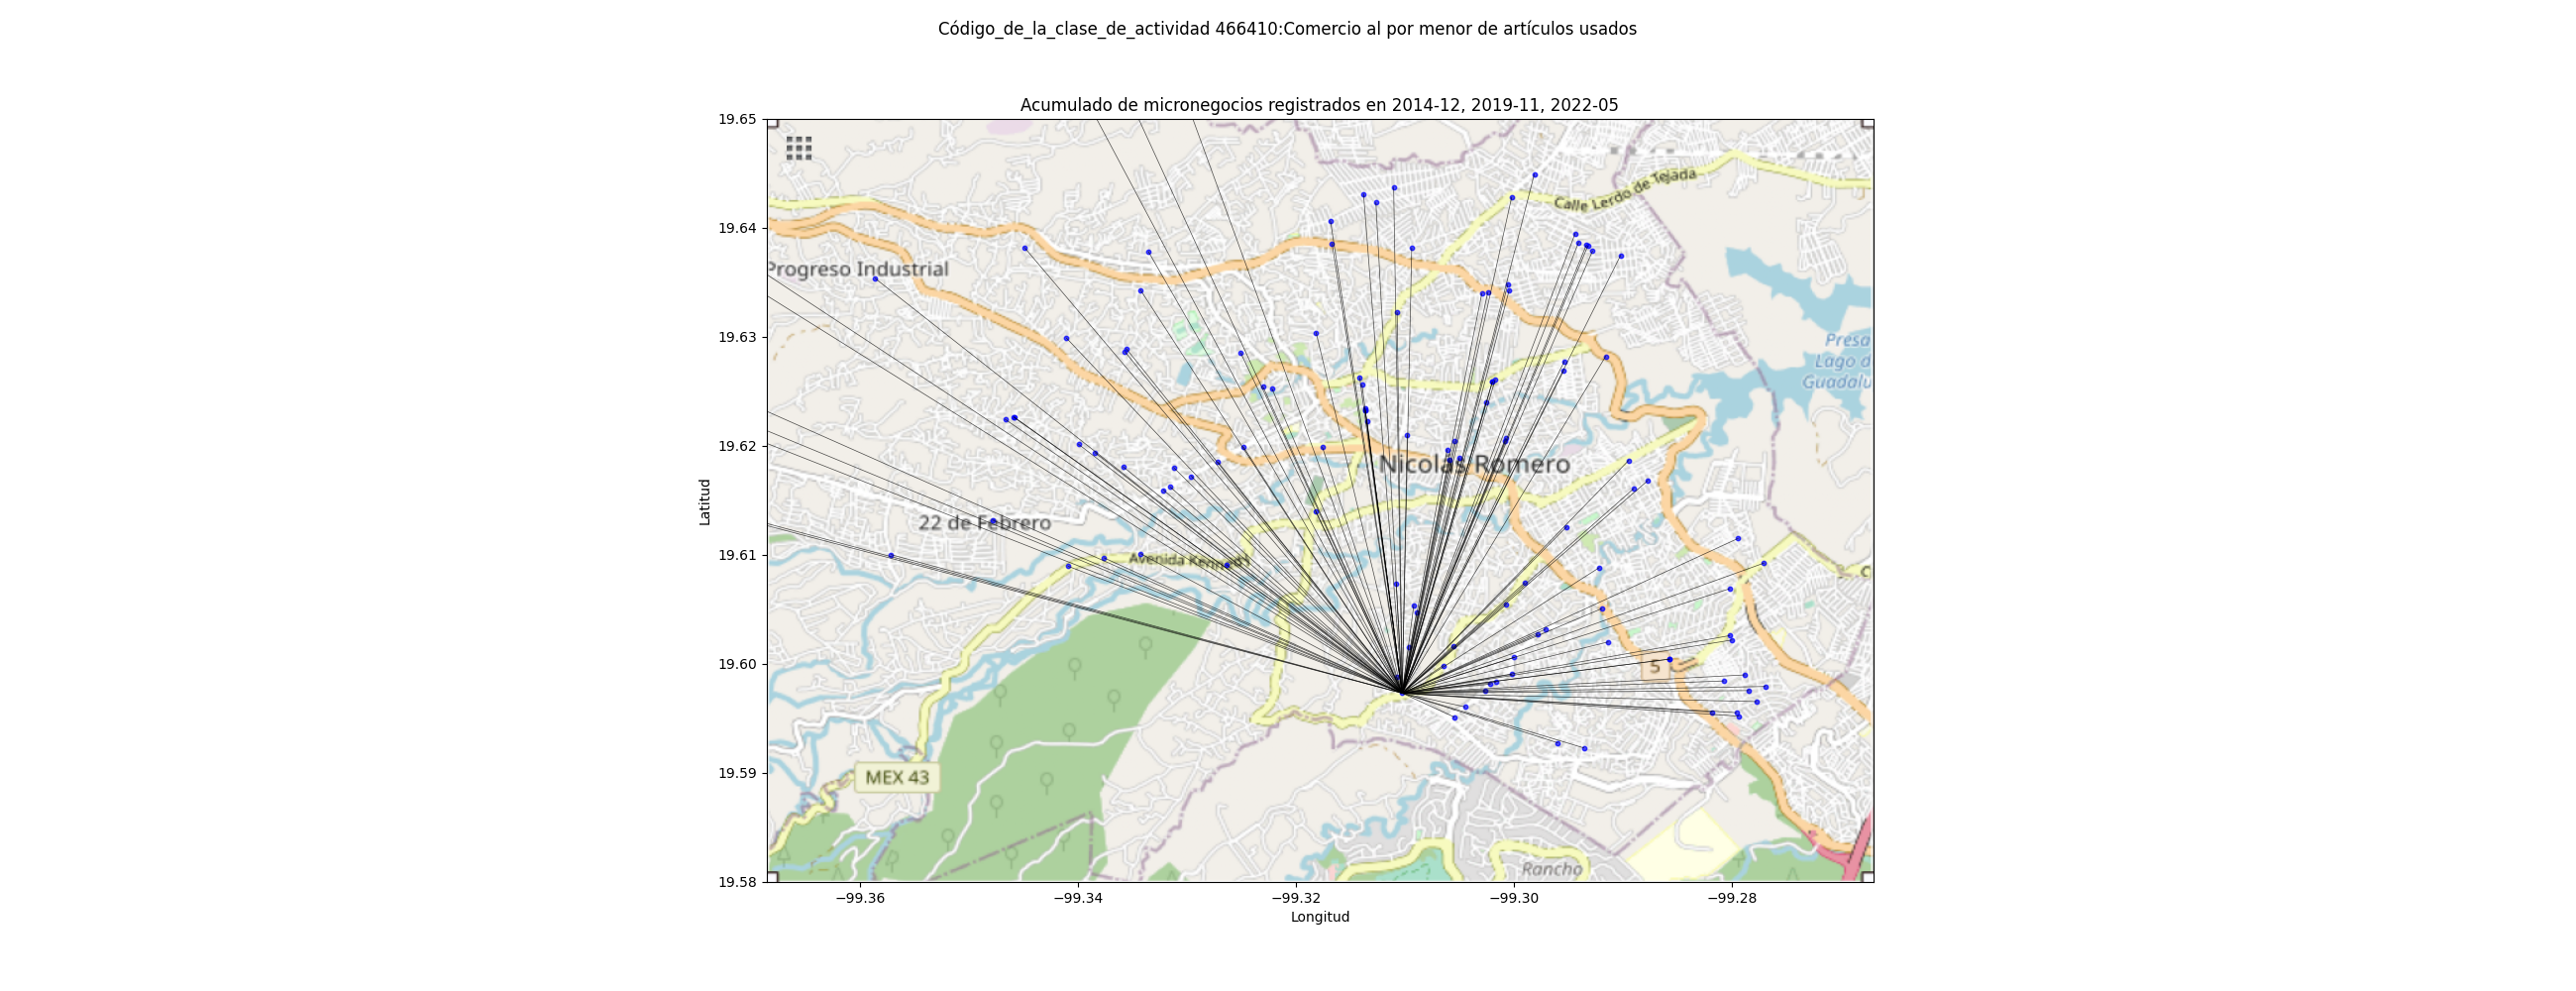 Código_de_la_clase_de_actividad 466410:Comercio al por menor de artículos usados
Acumulado de micronegocios registrados en 2014-12, 2019-11, 2022-05
19.65
19.64
19.63
19.62
19.61
19.60
19.59
19.58
Latitud
Calle Lerdo de Tejada
Progreso Industrial
Presa
Lago d
Guadalu
Nicolás Romero
22 de Febrero
Avenida Kennedy
C
5
MEX 43
Rancho
−99.36
−99.34
−99.32
−99.30
−99.28
Longitud